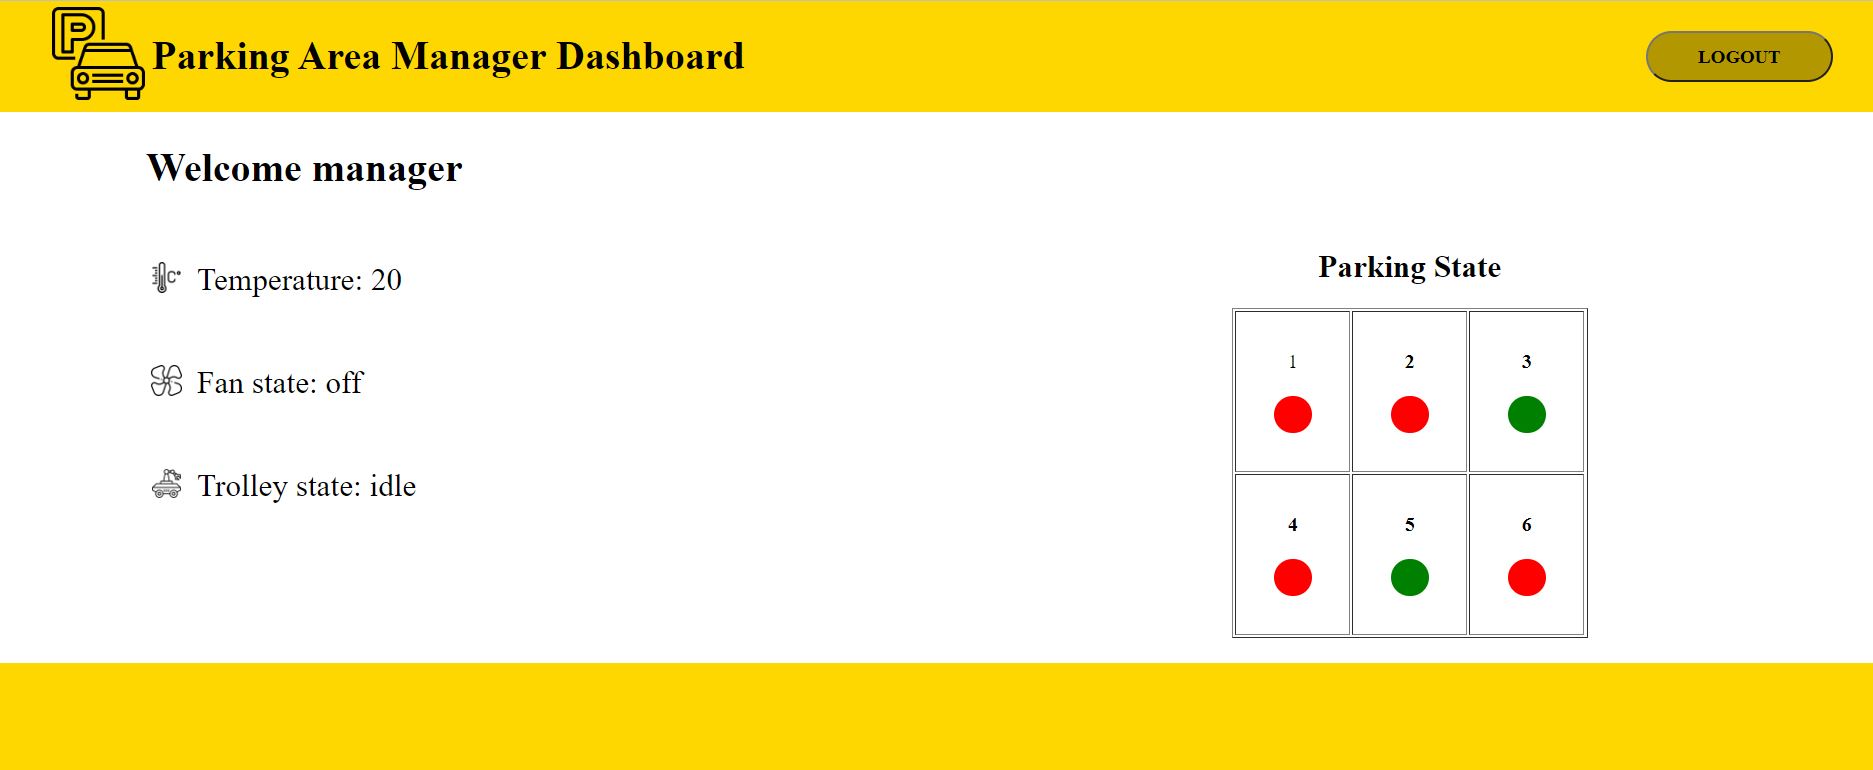 P
Parking Area Manager Dashboard
LOGOUT
Welcome manager
C° Temperature: 20
Fan state: off
Trolley state: idle
Parking State
1 2 3
4 5 6